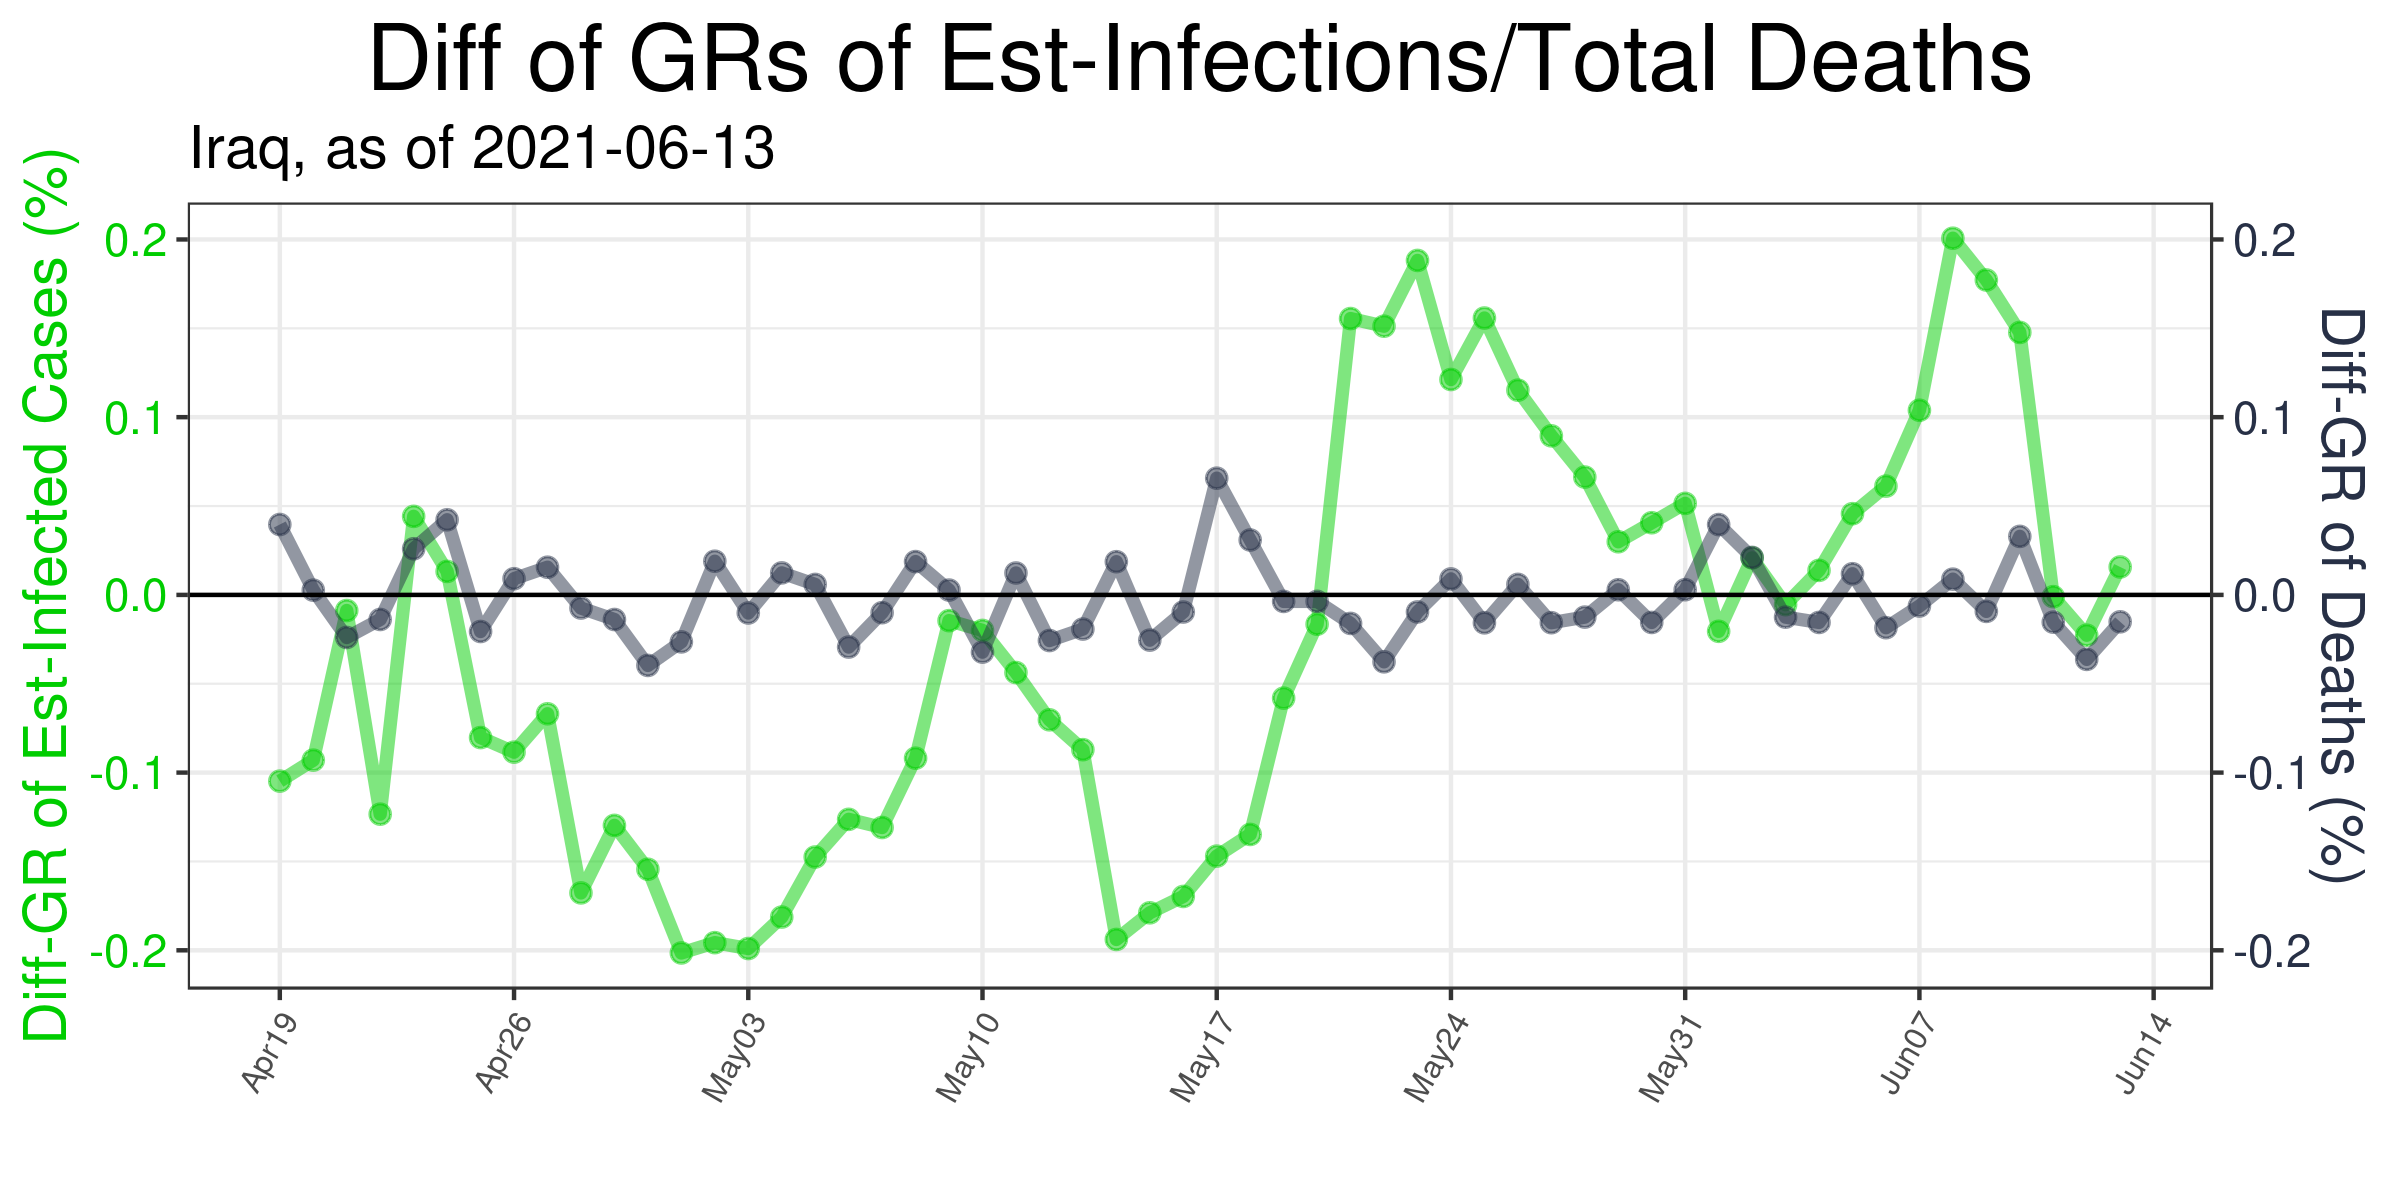 Diff of GRs of Est-Infections/Total Deaths
Iraq, as of 2021-06-13
Diff-GR of Est-Infected Cases (%)
0.2
0.1
0.0
-0.1
-0.2
0.2
0.1
0.0
-0.1
-0.2
Diff-GR of Deaths (%)
Apr19
Apr26
May03
May10
May17
May24
May31
Jun07
Jun14